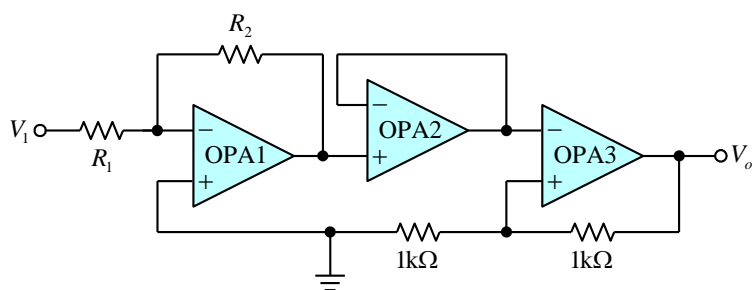 R₂
V₁
R₁
−
+
OPA1
−
+
OPA2
−
+
OPA3
Vₒ
1kΩ
1kΩ